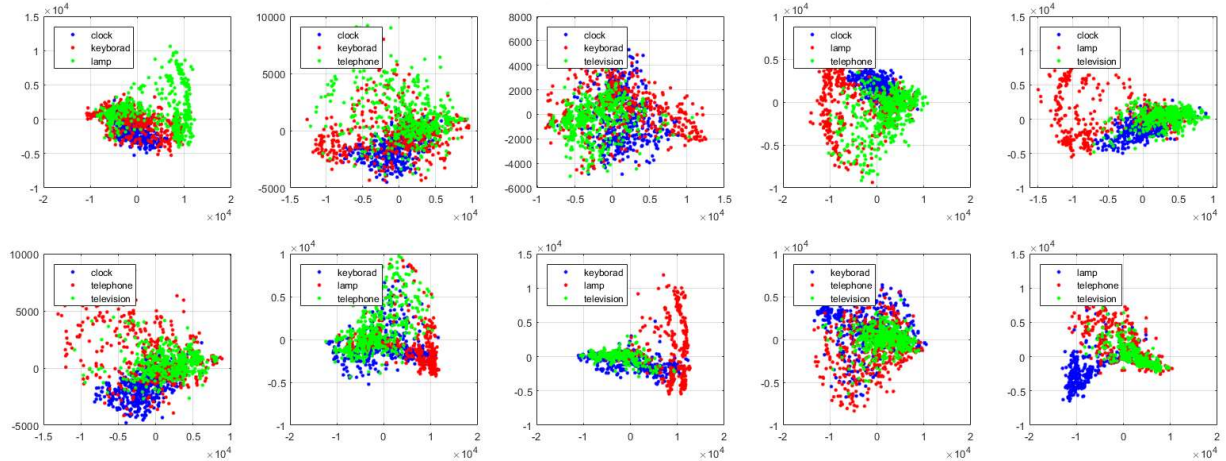 ×10⁴
1.5
1
0.5
0
-0.5
-1
clock
keyborad
lamp
-2 -1 0 1 2
×10⁴
10000
5000
0
-5000
clock
keyborad
telephone
-1.5 -1 -0.5 0 0.5 1
×10⁴
8000
6000
4000
2000
0
-2000
-4000
-6000
clock
keyborad
television
-1 -0.5 0 0.5 1 1.5
×10⁴
×10⁴
1
0.5
0
-0.5
-1
clock
lamp
telephone
-2 -1 0 1 2
×10⁴
×10⁴
1.5
1
0.5
0
-0.5
-1
clock
lamp
television
-1.5 -1 -0.5 0 0.5 1
×10⁴
10000
5000
0
-5000
clock
telephone
television
-1.5 -1 -0.5 0 0.5 1
×10⁴
×10⁴
1
0.5
0
-0.5
-1
keyborad
lamp
telephone
-2 -1 0 1 2
×10⁴
×10⁴
1.5
1
0.5
0
-0.5
-1
keyborad
lamp
television
-2 -1 0 1 2
×10⁴
×10⁴
1
0.5
0
-0.5
-1
keyborad
telephone
television
-2 -1 0 1 2
×10⁴
×10⁴
1.5
1
0.5
0
-0.5
-1
lamp
telephone
television
-2 -1 0 1 2
×10⁴